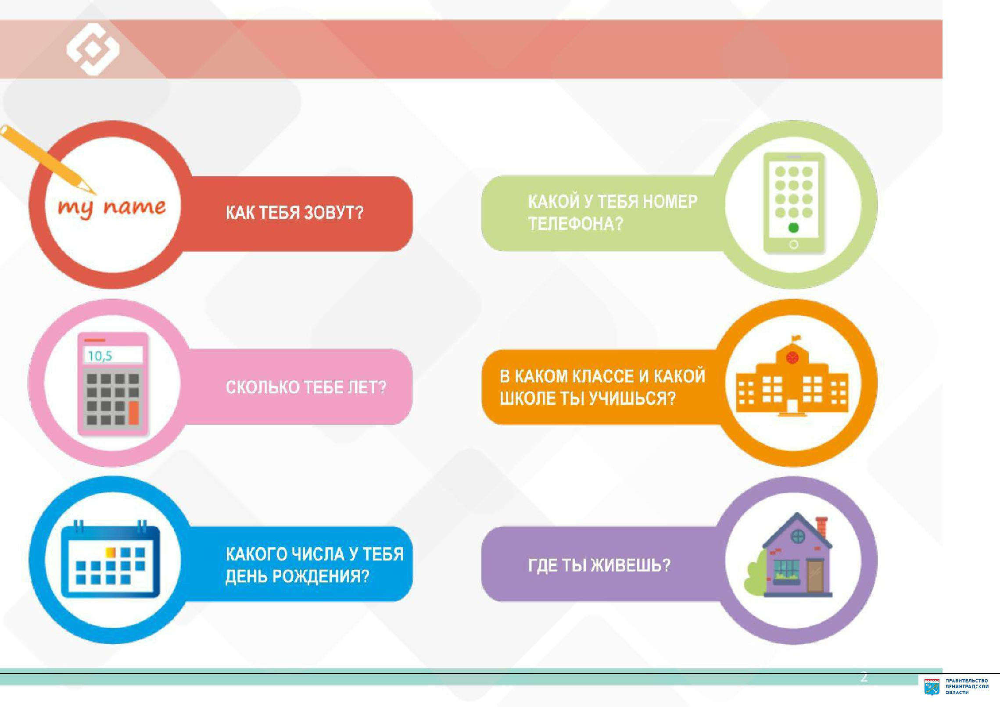 my name
КАК ТЕБЯ ЗОВУТ?
КАКОЙ У ТЕБЯ НОМЕР
ТЕЛЕФОНА?
10,5
СКОЛЬКО ТЕБЕ ЛЕТ?
В КАКОМ КЛАССЕ И КАКОЙ
ШКОЛЕ ТЫ УЧИШЬСЯ?
КАКОГО ЧИСЛА У ТЕБЯ
ДЕНЬ РОЖДЕНИЯ?
ГДЕ ТЫ ЖИВЕШЬ?
2
ПРАВИТЕЛЬСТВО
ЛЕНИНГРАДСКОЙ
ОБЛАСТИ